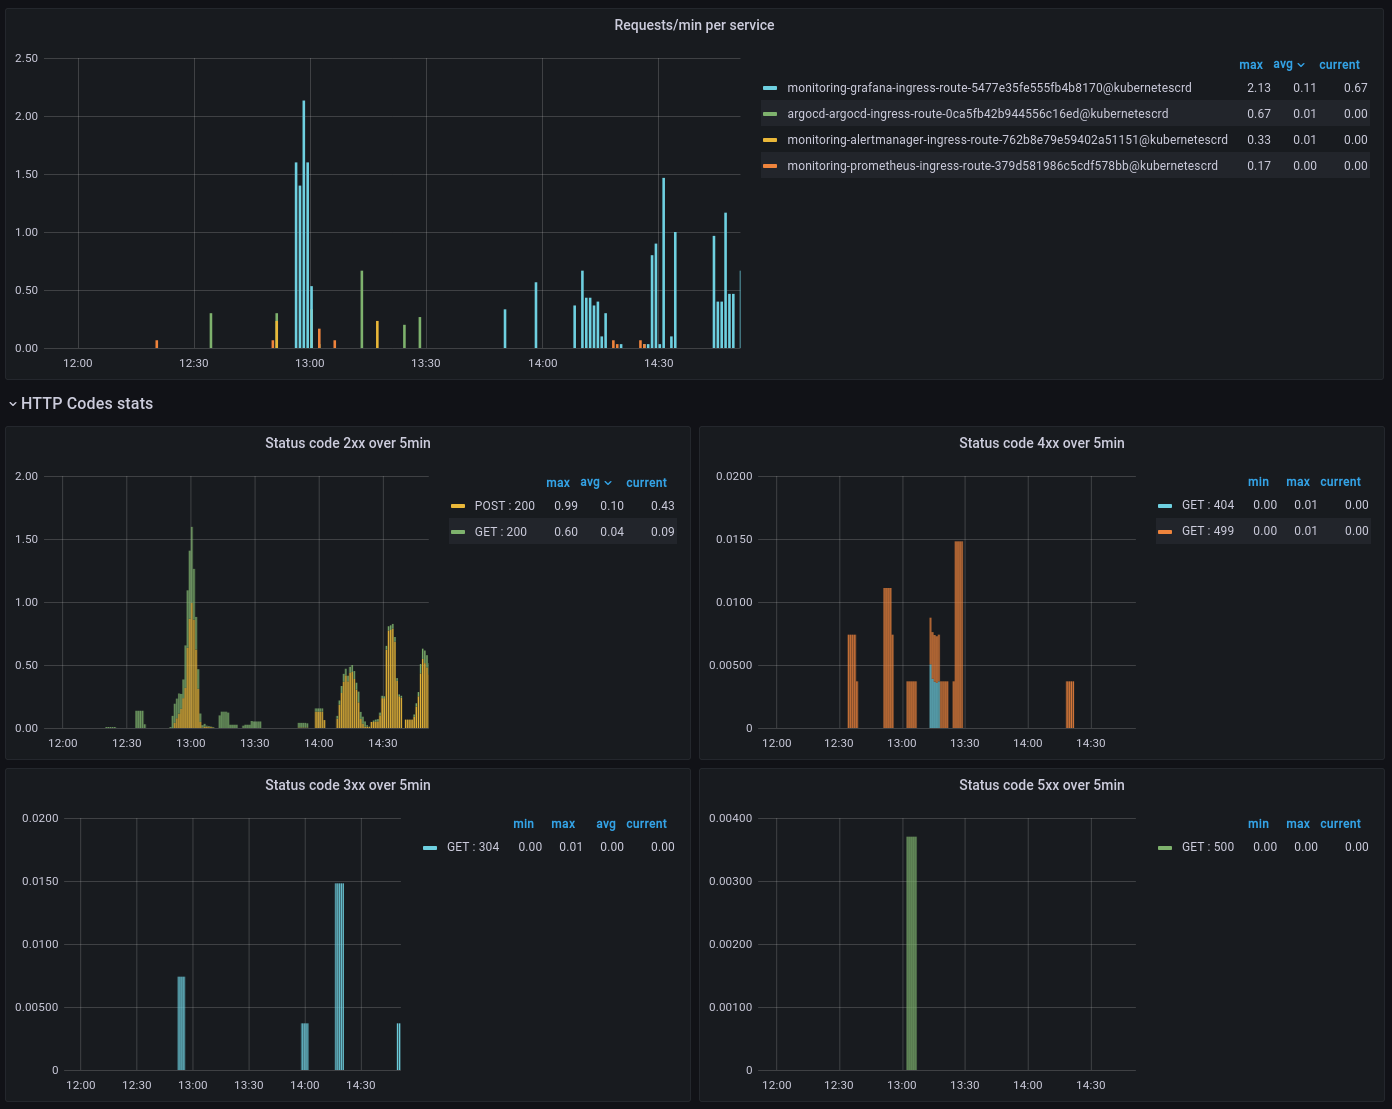 Requests/min per service
2.50
2.00
1.50
1.00
0.50
0.00
12:00 12:30 13:00 13:30 14:00 14:30
max avg current
monitoring-grafana-ingress-route-5477e35fe555fb4b8170@kubernetescrd 2.13 0.11 0.67
argocd-argocd-ingress-route-0ca5fb42b944556c16ed@kubernetescrd 0.67 0.01 0.00
monitoring-alertmanager-ingress-route-762b8e79e59402a51151@kubernetescrd 0.33 0.01 0.00
monitoring-prometheus-ingress-route-379d581986c5cdf578bb@kubernetescrd 0.17 0.00 0.00
HTTP Codes stats
Status code 2xx over 5min
2.00
1.50
1.00
0.50
0.00
12:00 12:30 13:00 13:30 14:00 14:30
max avg current
POST : 200 0.99 0.10 0.43
GET : 200 0.60 0.04 0.09
Status code 4xx over 5min
0.0200
0.0150
0.0100
0.00500
0
12:00 12:30 13:00 13:30 14:00 14:30
min max current
GET : 404 0.00 0.01 0.00
GET : 499 0.00 0.01 0.00
Status code 3xx over 5min
0.0200
0.0150
0.0100
0.00500
0
12:00 12:30 13:00 13:30 14:00 14:30
min max avg current
GET : 304 0.00 0.01 0.00 0.00
Status code 5xx over 5min
0.00400
0.00300
0.00200
0.00100
0
12:00 12:30 13:00 13:30 14:00 14:30
min max current
GET : 500 0.00 0.00 0.00